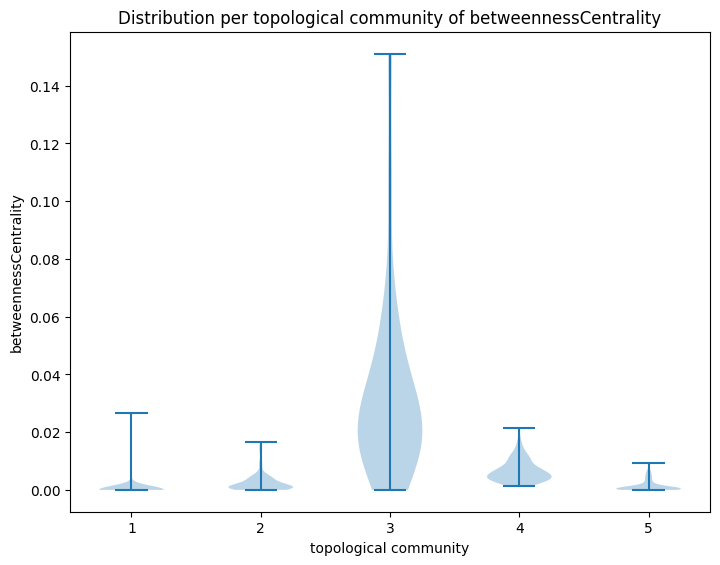 Distribution per topological community of betweennessCentrality
betweennessCentrality
0.14
0.12
0.10
0.08
0.06
0.04
0.02
0.00
1 2 3 4 5
topological community